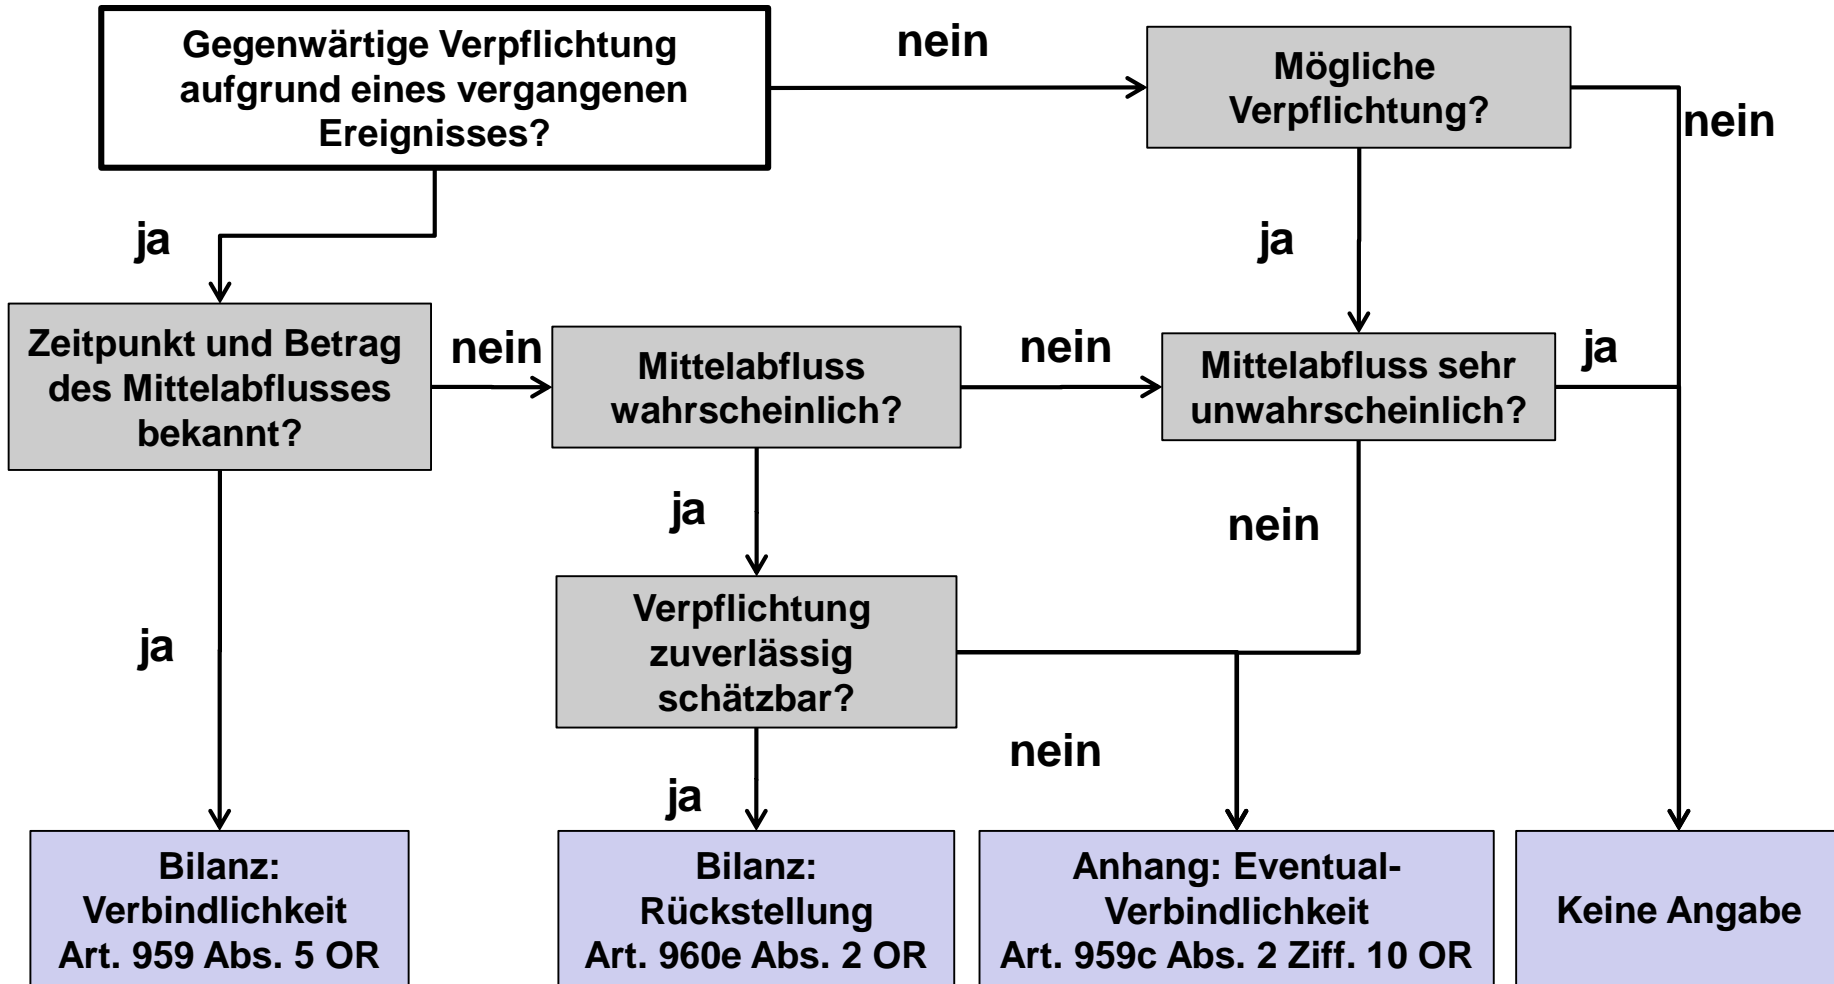 Gegenwärtige Verpflichtung
aufgrund eines vergangenen
Ereignisses?
nein
Mögliche
Verpflichtung?
nein
ja
ja
Zeitpunkt und Betrag
des Mittelabflusses
bekannt?
nein
Mittelabfluss
wahrscheinlich?
nein
Mittelabfluss sehr
unwahrscheinlich?
ja
ja
nein
Verpflichtung
zuverlässig
schätzbar?
ja
nein
ja
Bilanz:
Verbindlichkeit
Art. 959 Abs. 5 OR
Bilanz:
Rückstellung
Art. 960e Abs. 2 OR
Anhang: Eventual-
Verbindlichkeit
Art. 959c Abs. 2 Ziff. 10 OR
Keine Angabe